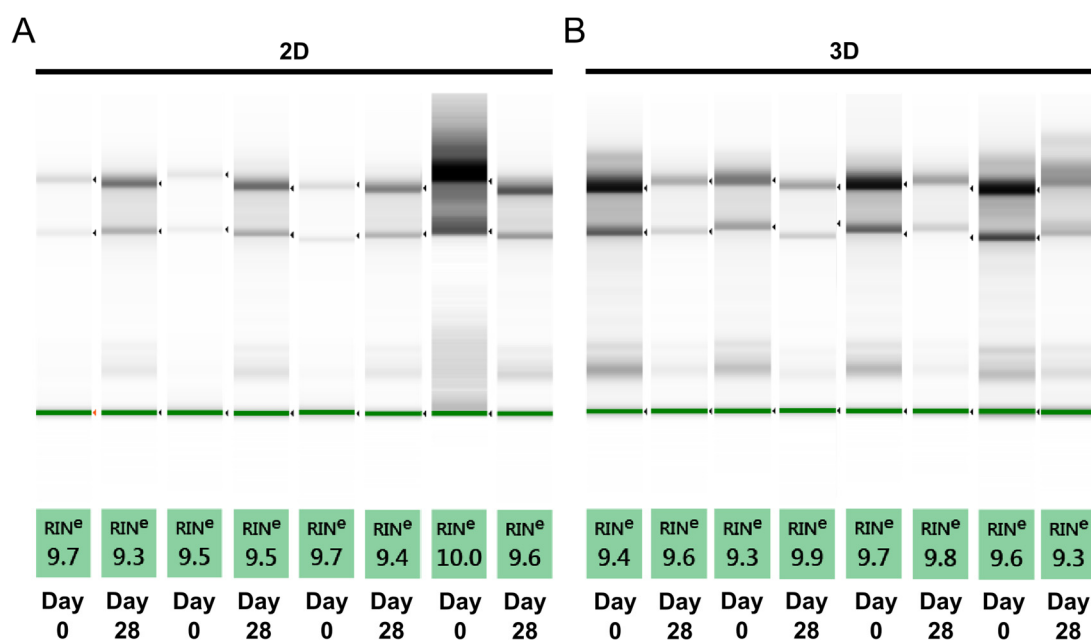 A
2D
B
3D
RINe RINe RINe RINe RINe RINe RINe RINe
9.7 9.3 9.5 9.5 9.7 9.4 10.0 9.6
RINe RINe RINe RINe RINe RINe RINe RINe
9.4 9.6 9.3 9.9 9.7 9.8 9.6 9.3
Day Day Day Day Day Day Day Day
0 28 0 28 0 28 0 28
Day Day Day Day Day Day Day Day
0 28 0 28 0 28 0 28